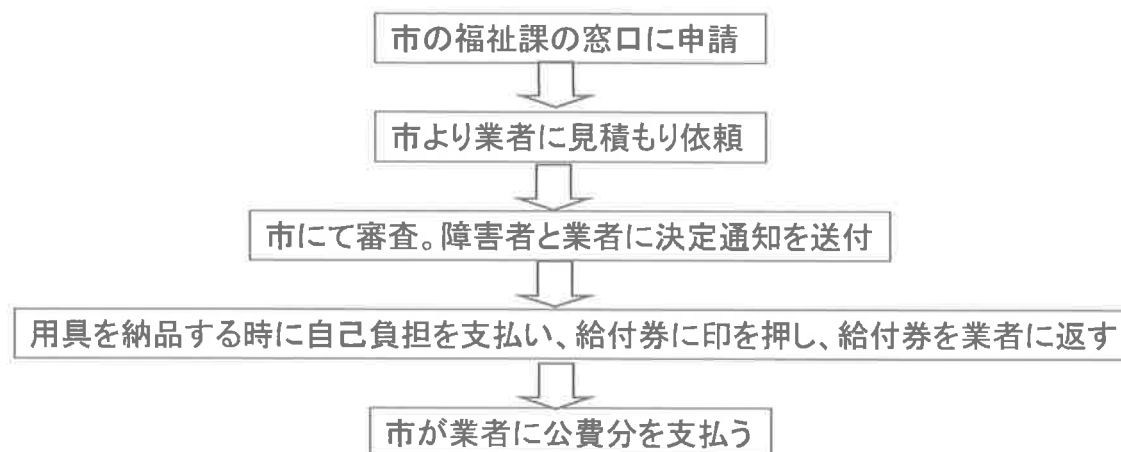 市の福祉課の窓口に申請
市より業者に見積もり依頼
市にて審査。障害者と業者に決定通知を送付
用具を納品する時に自己負担を支払い、給付券に印を押し、給付券を業者に返す
市が業者に公費分を支払う